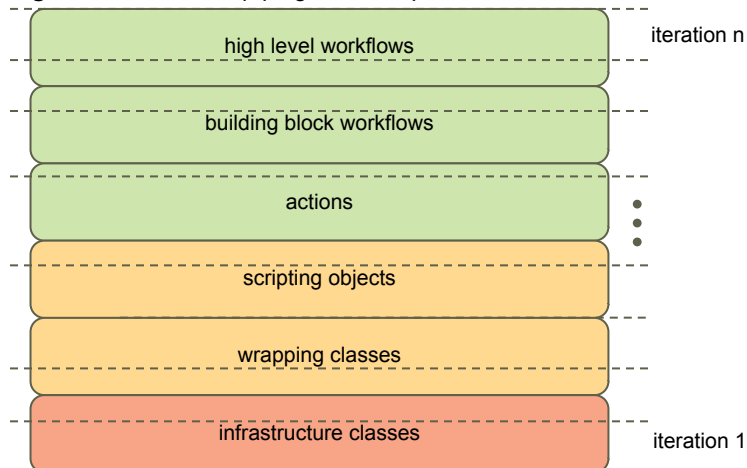 high level workflows
iteration n
building block workflows
actions
scripting objects
wrapping classes
infrastructure classes
iteration 1